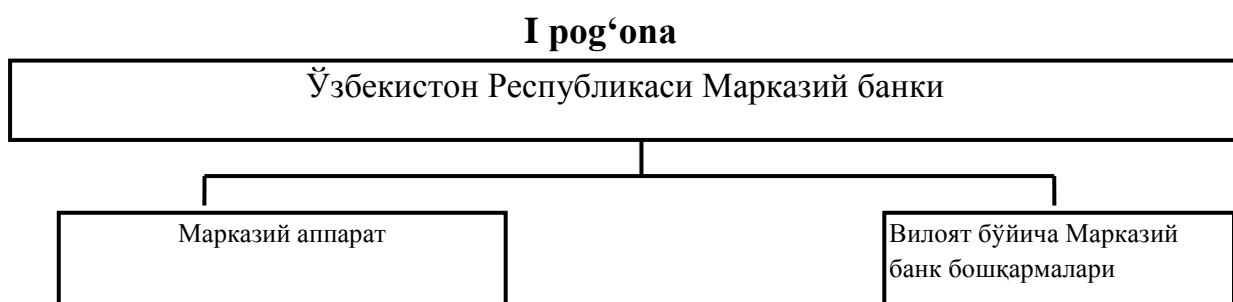 I pog‘ona
Ўзбекистон Республикаси Марказий банки
Марказий аппарат
Вилоят бўйича Марказий
банк бошқармалари